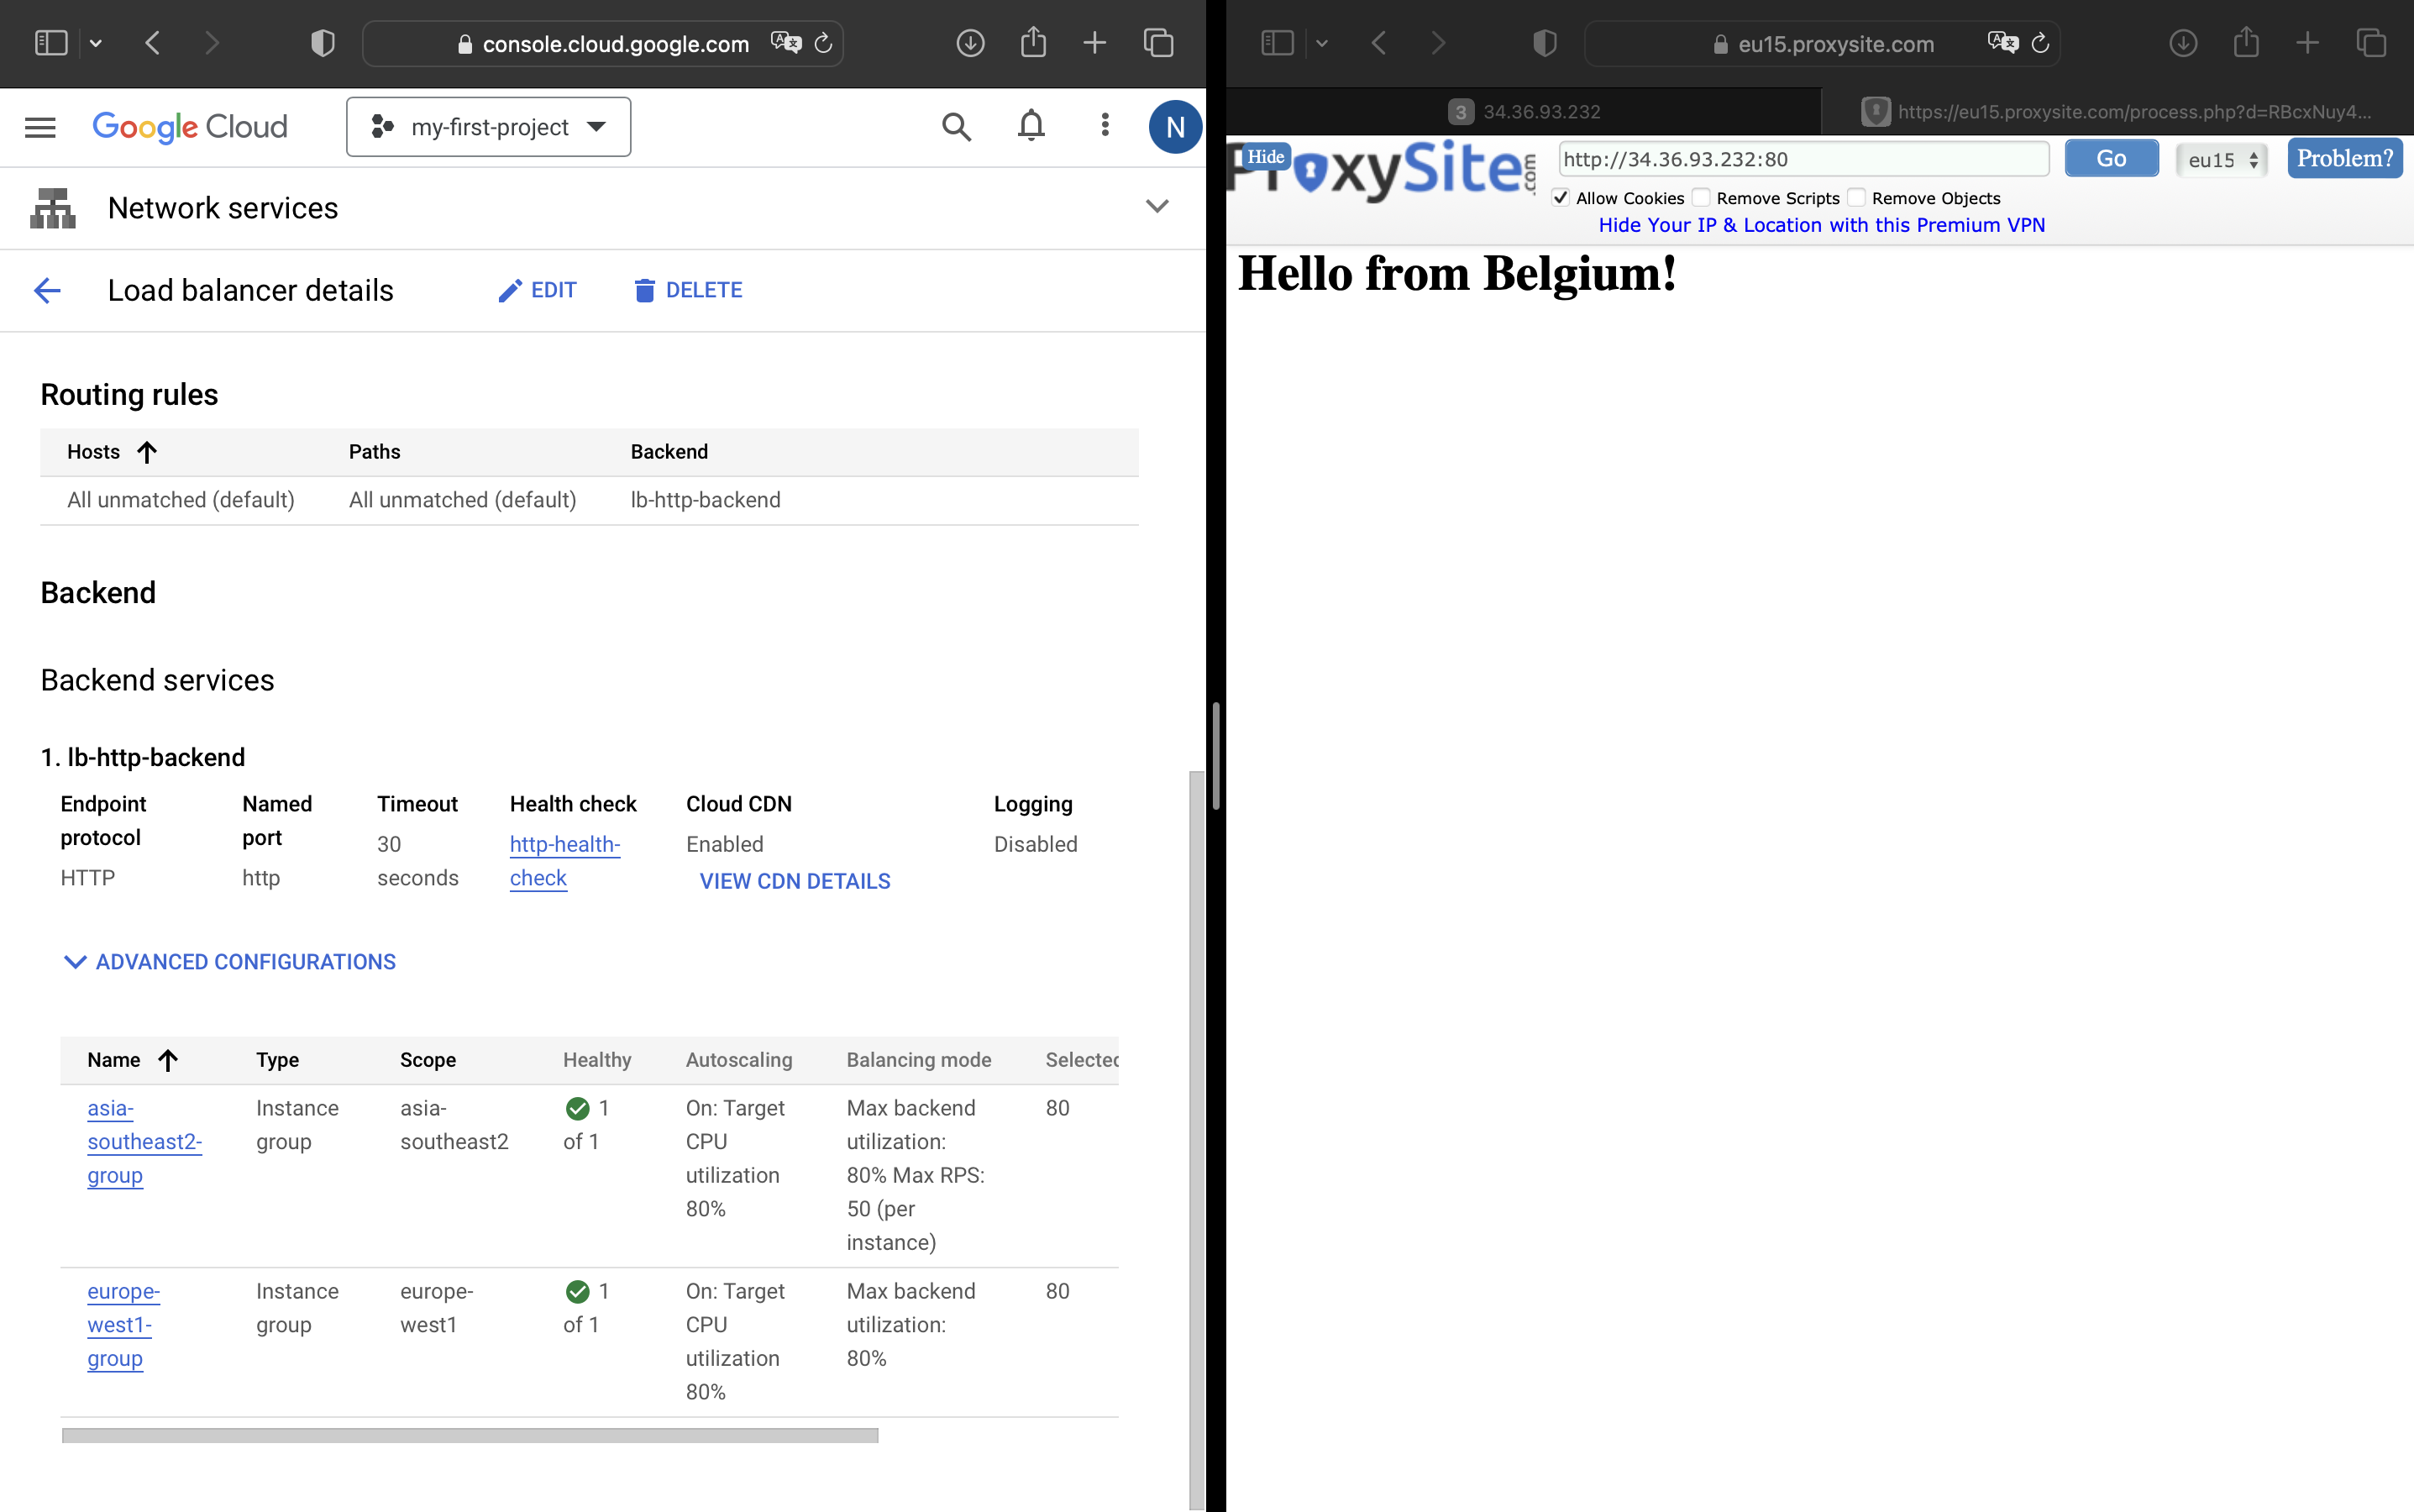 console.cloud.google.com
Google Cloud
my-first-project
N
Network services
Load balancer details
EDIT
DELETE
Routing rules
Hosts Paths Backend
All unmatched (default) All unmatched (default) lb-http-backend
Backend
Backend services
1. lb-http-backend
Endpoint protocol
HTTP
Named port
http
Timeout
30 seconds
Health check
http-health-check
Cloud CDN
Enabled
VIEW CDN DETAILS
Logging
Disabled
ADVANCED CONFIGURATIONS
Name Type Scope Healthy Autoscaling Balancing mode Selected
asia-southeast2-group
Instance group
asia-southeast2
1 of 1
On: Target CPU utilization 80%
Max backend utilization: 80% Max RPS: 50 (per instance)
80
europe-west1-group
Instance group
europe-west1
1 of 1
On: Target CPU utilization 80%
Max backend utilization: 80%
80
eu15.proxysite.com
3 34.36.93.232
https://eu15.proxysite.com/process.php?d=RBcxNuy4...
Hide
ProxySite.com
http://34.36.93.232:80
Go
eu15
Problem?
Allow Cookies Remove Scripts Remove Objects
Hide Your IP & Location with this Premium VPN
Hello from Belgium!